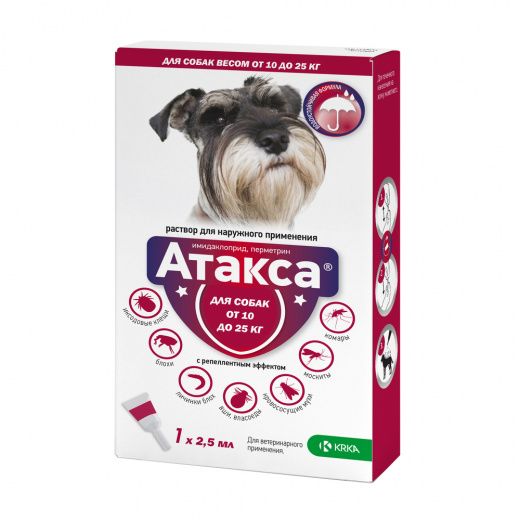 ДЛЯ СОБАК ВЕСОМ ОТ 10 ДО 25 КГ
ВОДОСТОЙКАЯ ФОРМУЛА
раствор для наружного применения
имидаклоприд, перметрин
Атакса®
ДЛЯ СОБАК
ОТ 10
ДО 25 КГ
с репеллентным эффектом
иксодовые клещи
блохи
личинки блох
вши, власоеды
кровососущие мухи
москиты
комары
1 x 2,5 мл
Для ветеринарного
применения.
KRKA